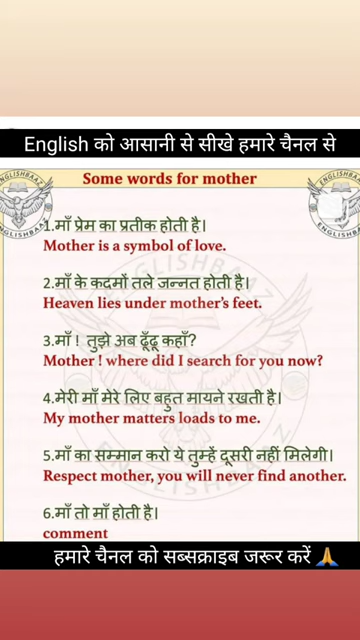 English को आसानी से सीखे हमारे चैनल से
Some words for mother
ENGLISHBAAZ
ENGLISHBAAZ
1.माँ प्रेम का प्रतीक होती है।
Mother is a symbol of love.
2.माँ के कदमों तले जन्नत होती है।
Heaven lies under mother's feet.
3.माँ ! तुझे अब ढूँढू कहाँ?
Mother ! where did I search for you now?
4.मेरी माँ मेरे लिए बहुत मायने रखती है।
My mother matters loads to me.
5.माँ का सम्मान करो ये तुम्हें दूसरी नहीं मिलेगी।
Respect mother, you will never find another.
6.माँ तो माँ होती है।
comment
हमारे चैनल को सब्सक्राइब जरूर करें 🙏